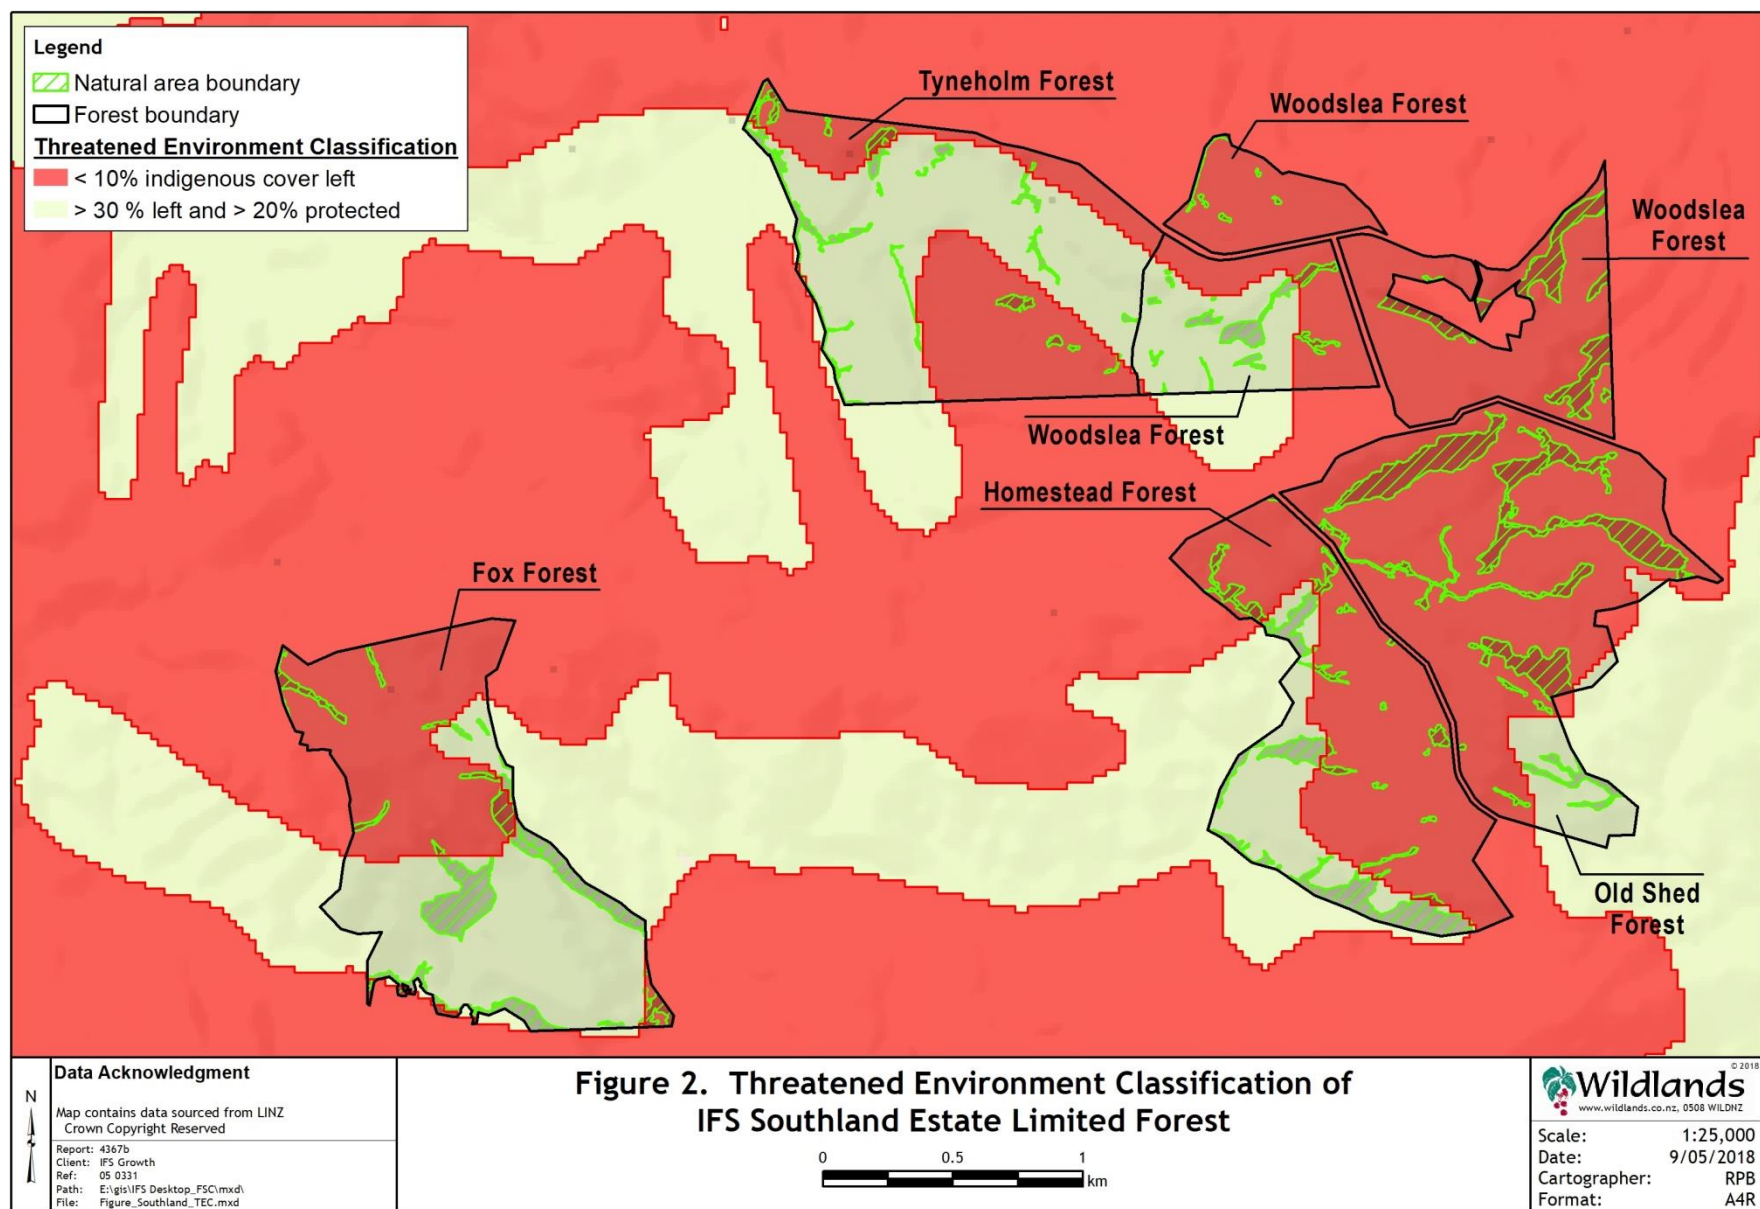 Legend
Natural area boundary
Forest boundary
Threatened Environment Classification
< 10% indigenous cover left
> 30 % left and > 20% protected
Tyneholm Forest
Woodslea Forest
Woodslea
Forest
Woodslea Forest
Homestead Forest
Fox Forest
Old Shed
Forest
N
Data Acknowledgment
Map contains data sourced from LINZ
Crown Copyright Reserved
Report: 4367b
Client: IFS Growth
Ref: 05 0331
Path: E:\gis\IFS Desktop_FSC\mxd\
File: Figure_Southland_TEC.mxd
Figure 2. Threatened Environment Classification of
IFS Southland Estate Limited Forest
0 0.5 1
km
© 2018
Wildlands
www.wildlands.co.nz, 0508 WILDNZ
Scale: 1:25,000
Date: 9/05/2018
Cartographer: RPB
Format: A4R